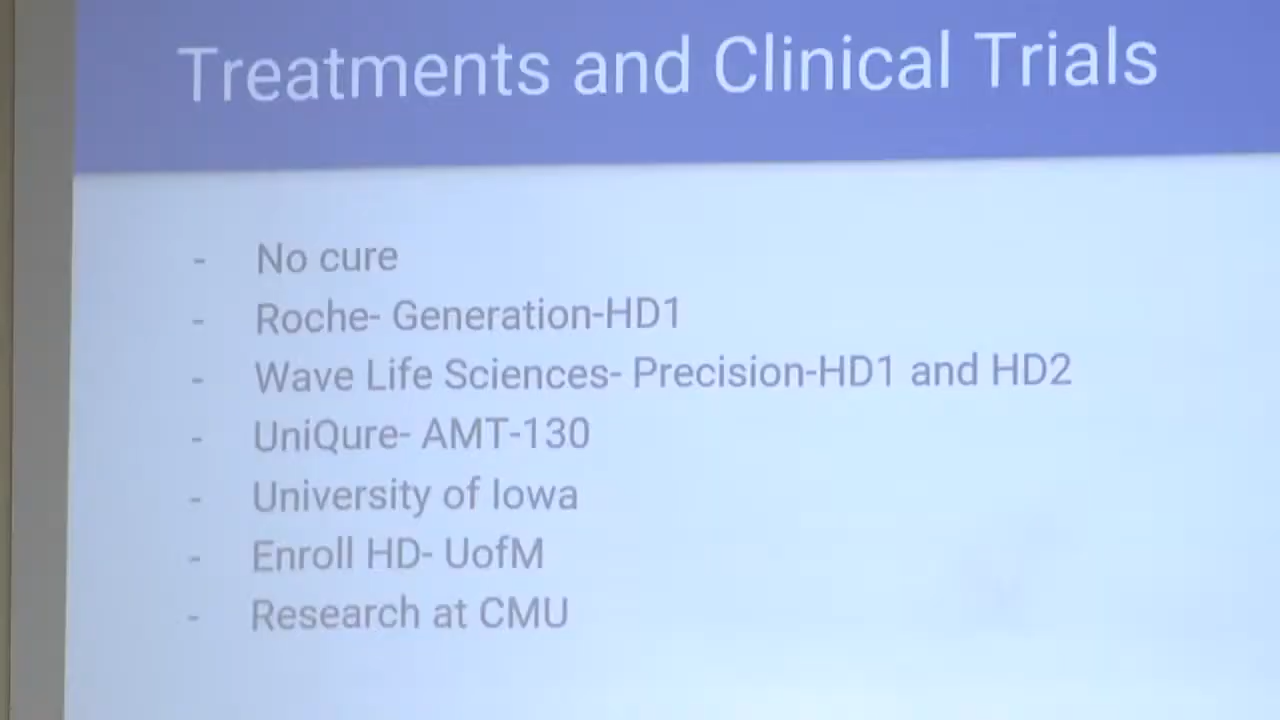 Treatments and Clinical Trials
- No cure
- Roche- Generation-HD1
- Wave Life Sciences- Precision-HD1 and HD2
- UniQure- AMT-130
- University of Iowa
- Enroll HD- UofM
- Research at CMU